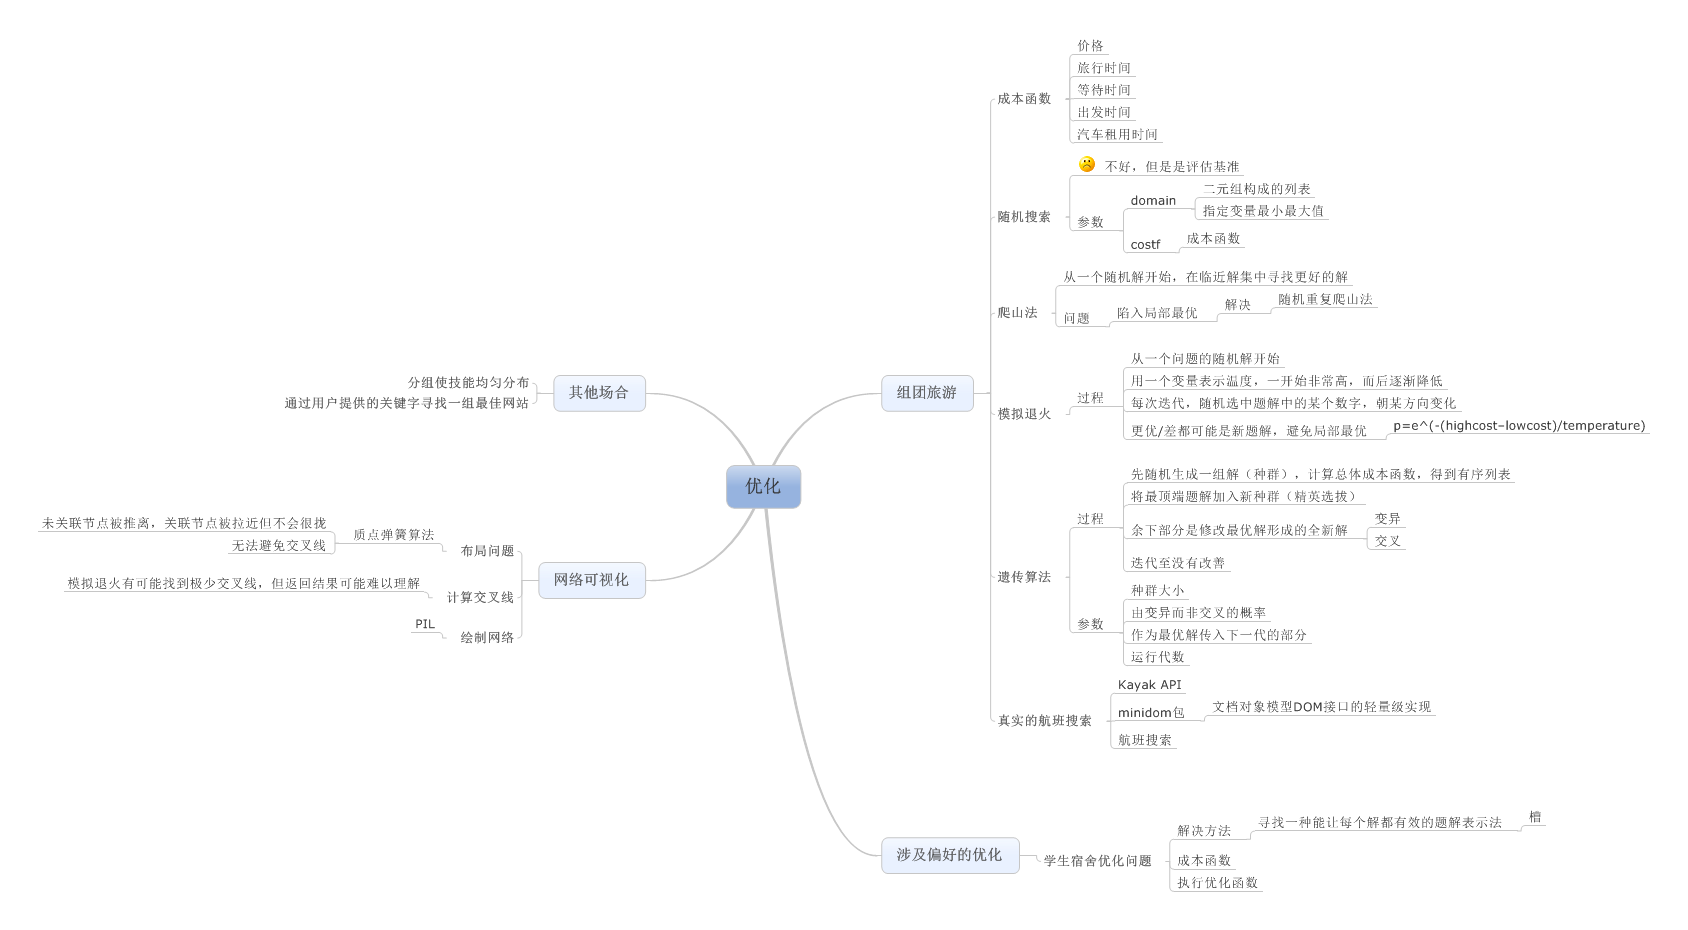 优化
组团旅游
成本函数
价格
旅行时间
等待时间
出发时间
汽车租用时间
随机搜索
不好，但是是评估基准
参数
domain
二元组构成的列表
指定变量最小最大值
costf
成本函数
爬山法
从一个随机解开始，在临近解集中寻找更好的解
问题
陷入局部最优
解决
随机重复爬山法
模拟退火
过程
从一个问题的随机解开始
用一个变量表示温度，一开始非常高，而后逐渐降低
每次迭代，随机选中题解中的某个数字，朝某方向变化
更优/差都可能是新题解，避免局部最优
p=e^(-(highcost-lowcost)/temperature)
遗传算法
过程
先随机生成一组解（种群），计算总体成本函数，得到有序列表
将最顶端题解加入新种群（精英选拔）
余下部分是修改最优解形成的全新解
变异
交叉
迭代至没有改善
参数
种群大小
由变异而非交叉的概率
作为最优解传入下一代的部分
运行代数
真实的航班搜索
Kayak API
minidom包
文档对象模型DOM接口的轻量级实现
航班搜索
涉及偏好的优化
学生宿舍优化问题
解决方法
寻找一种能让每个解都有效的题解表示法
槽
成本函数
执行优化函数
网络可视化
布局问题
质点弹簧算法
未关联节点被推离，关联节点被拉近但不会很拢
无法避免交叉线
计算交叉线
模拟退火有可能找到极少交叉线，但返回结果可能难以理解
绘制网络
PIL
其他场合
分组使技能均匀分布
通过用户提供的关键字寻找一组最佳网站